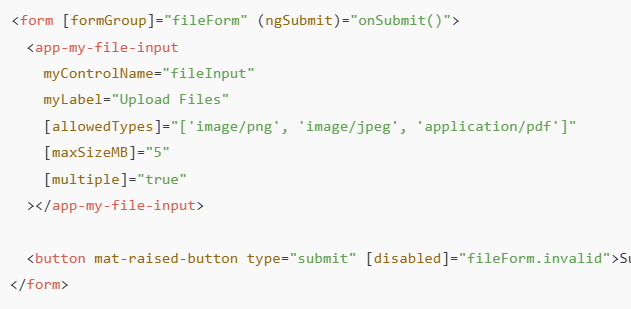 <form [formGroup]="fileForm" (ngSubmit)="onSubmit()">
<app-my-file-input
myControlName="fileInput"
myLabel="Upload Files"
[allowedTypes]="['image/png', 'image/jpeg', 'application/pdf']"
[maxSizeMB]="5"
[multiple]="true"
></app-my-file-input>
<button mat-raised-button type="submit" [disabled]="fileForm.invalid">
</form>